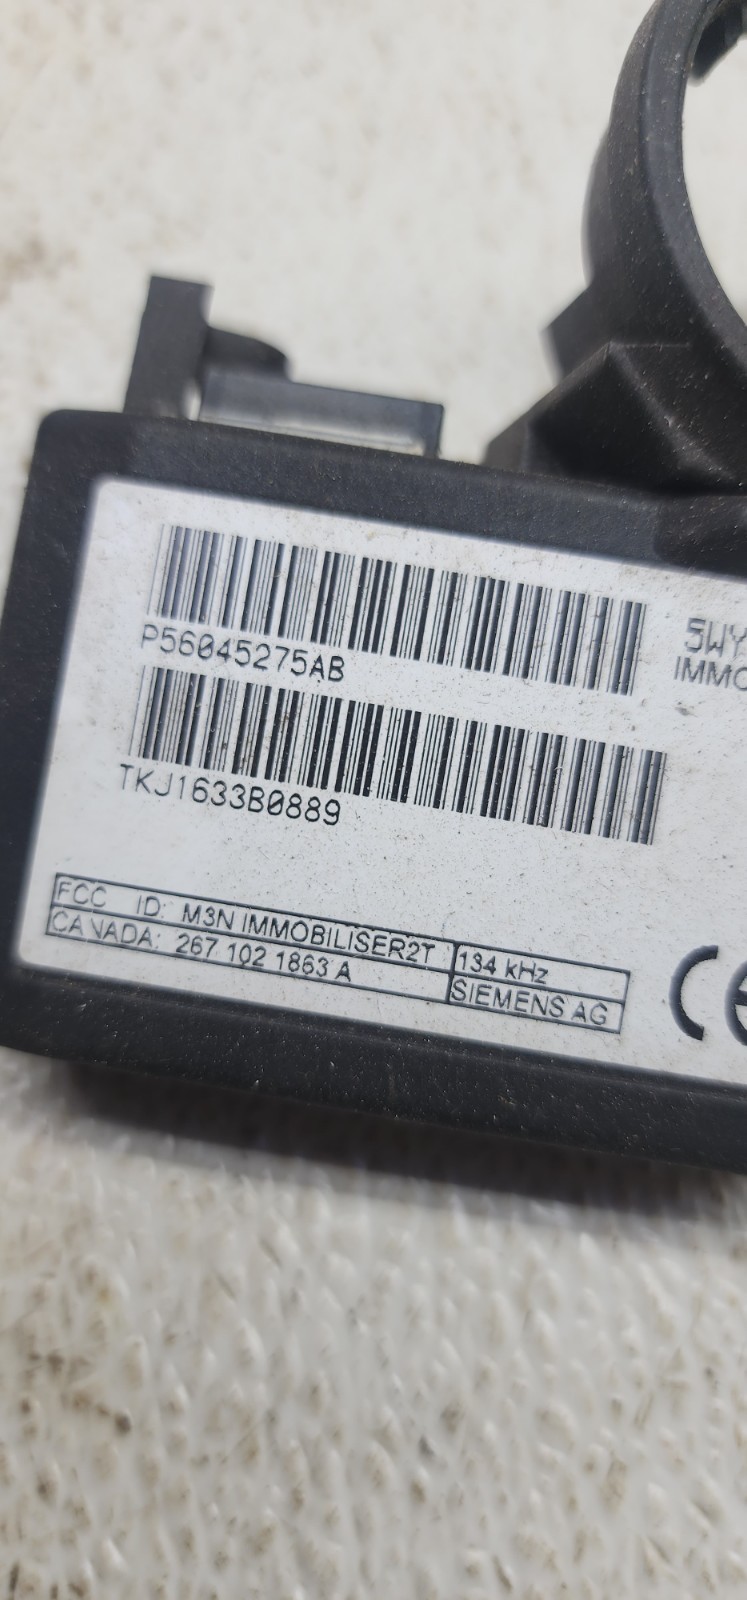 P56045275AB
5WY
IMMO
TKJ1633B0889
FCC ID: M3N IMMOBILISER2T
134 kHz
CANADA: 267 102 1863 A
SIEMENS AG
CE